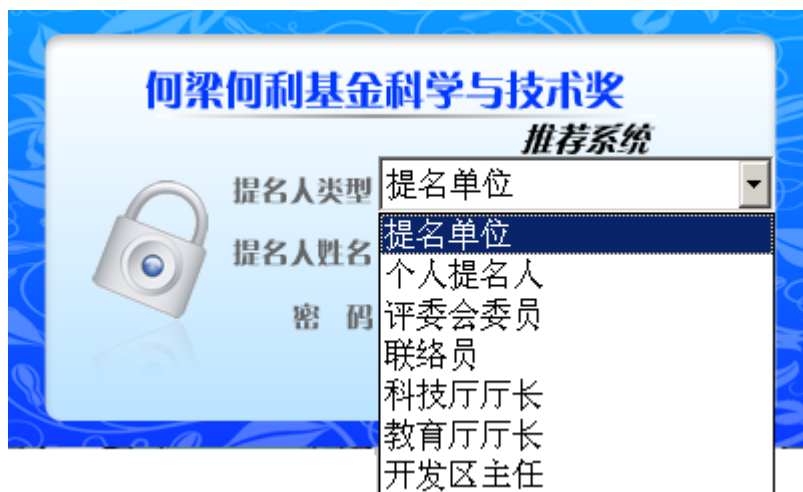 何梁何利基金科学与技术奖
推荐系统
提名人类型 提名单位
提名单位
提名人姓名
个人提名人
密 码 评委会委员
联络员
科技厅厅长
教育厅厅长
开发区主任